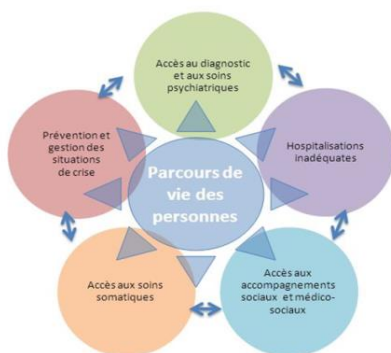 Accès au diagnostic
et aux soins
psychiatriques
Prévention et
gestion des
situations
de crise
Hospitalisations
inadéquates
Parcours de
vie des
personnes
Accès aux soins
somatiques
Accès aux
accompagnements
sociaux et médico-
sociaux